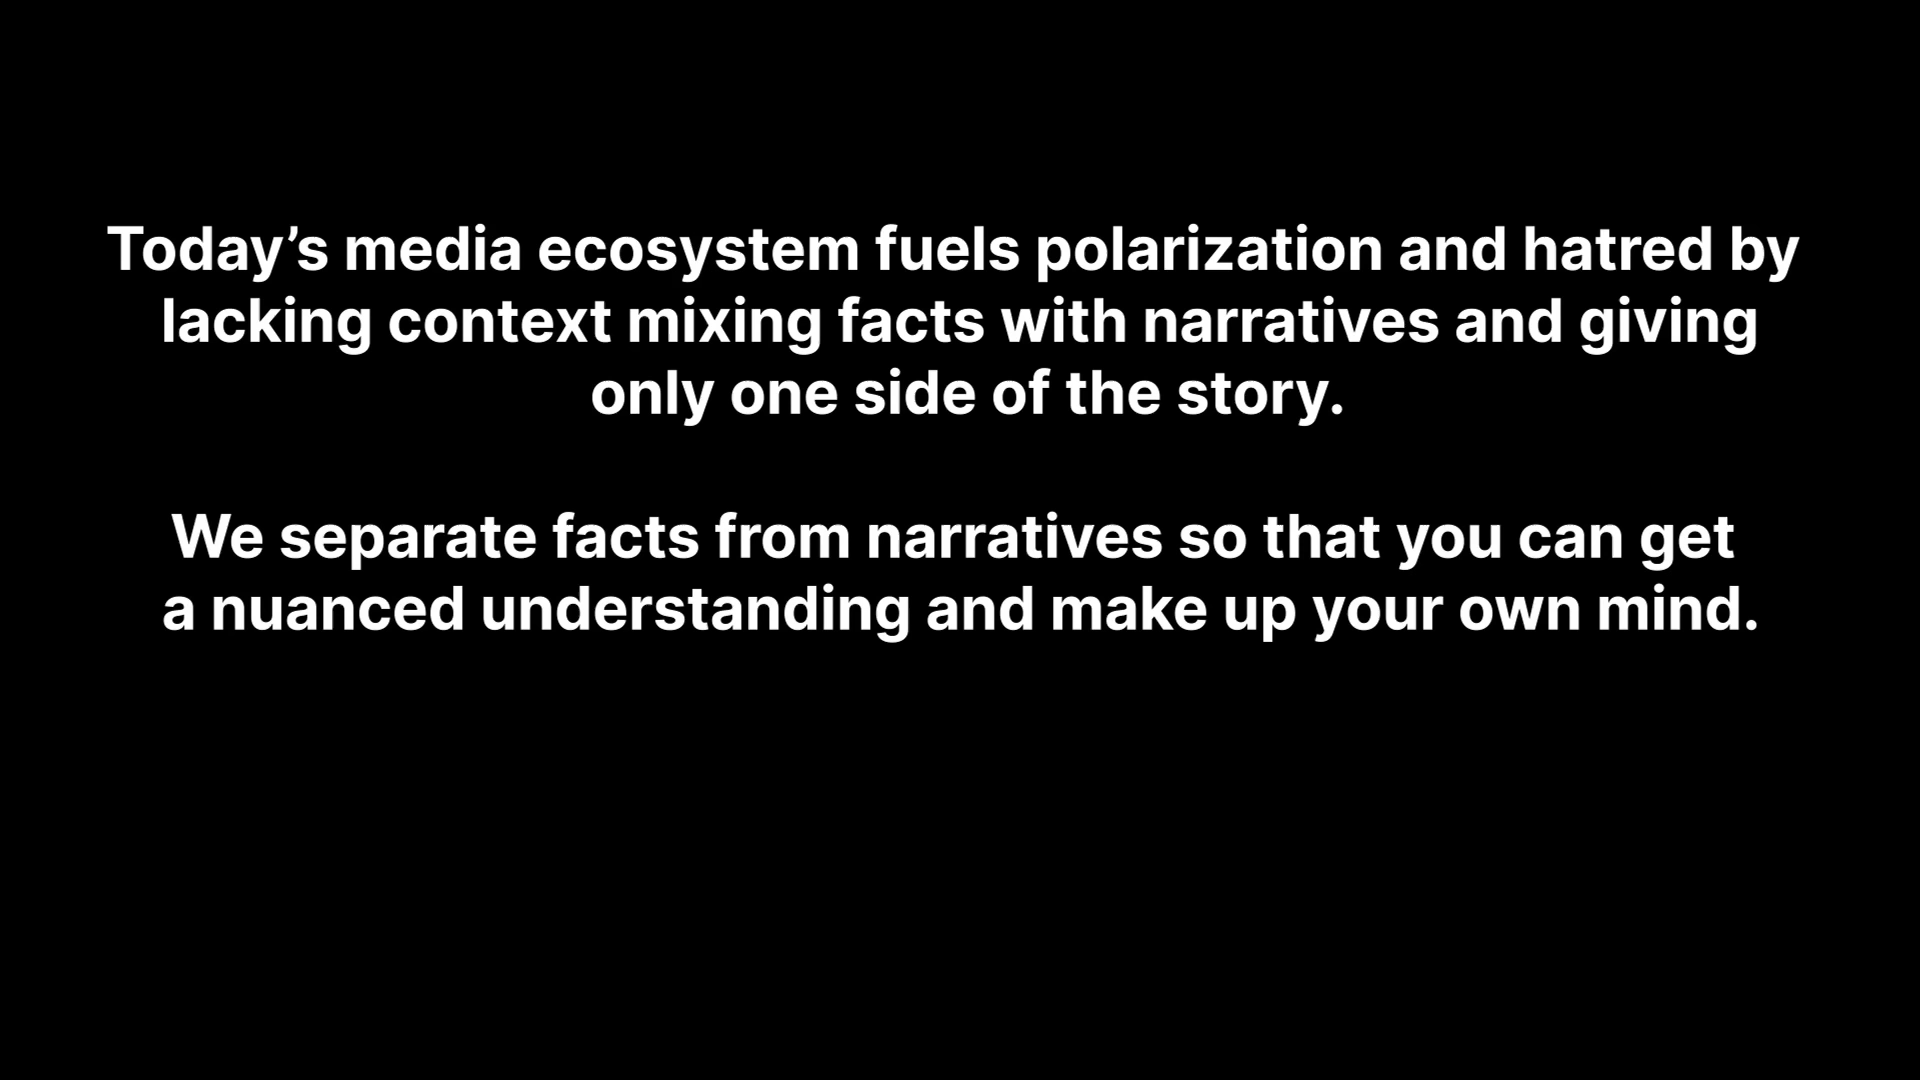 Today’s media ecosystem fuels polarization and hatred by
lacking context mixing facts with narratives and giving
only one side of the story.
We separate facts from narratives so that you can get
a nuanced understanding and make up your own mind.